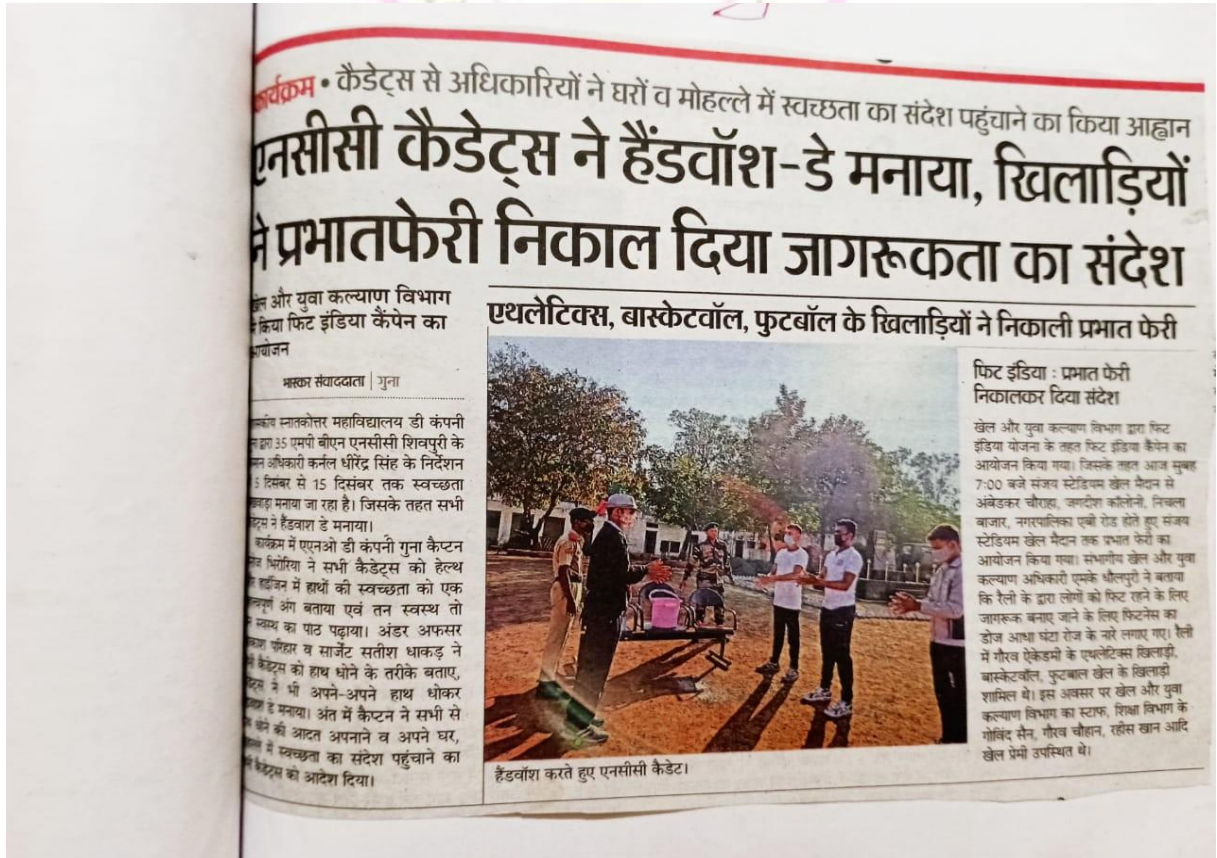 कार्यक्रम • कैडेट्स से अधिकारियों ने घरों व मोहल्ले में स्वच्छता का संदेश पहुंचाने का किया आह्वान
एनसीसी कैडेट्स ने हैंडवॉश-डे मनाया, खिलाड़ियों
ने प्रभातफेरी निकाल दिया जागरूकता का संदेश
खेल और युवा कल्याण विभाग
ने किया फिट इंडिया कैंपेन का
आयोजन
भास्कर संवाददाता | गुना
स्नातकोत्तर महाविद्यालय डी कंपनी
द्वारा 35 एमपी बीएन एनसीसी शिवपुरी के
अधिकारी कर्नल धीरेंद्र सिंह के निर्देशन
5 दिसंबर से 15 दिसंबर तक स्वच्छता
मनाया जा रहा है। जिसके तहत सभी
ने हैंडवाश डे मनाया।
कार्यक्रम में एएनओ डी कंपनी गुना कैप्टन
भिरोरिया ने सभी कैडेट्स को हेल्थ
हाईजिन में हाथों की स्वच्छता को एक
अंग बताया एवं तन स्वस्थ तो
स्वस्थ का पाठ पढ़ाया। अंडर अफसर
परिहार व सार्जेंट सतीश धाकड़ ने
कैडेट्स को हाथ धोने के तरीके बताए,
ने भी अपने-अपने हाथ धोकर
डे मनाया। अंत में कैप्टन ने सभी से
धोने की आदत अपनाने व अपने घर,
में स्वच्छता का संदेश पहुंचाने का
कैडेट्स को आदेश दिया।
एथलेटिक्स, बास्केटवॉल, फुटबॉल के खिलाड़ियों ने निकाली प्रभात फेरी
हैंडवॉश करते हुए एनसीसी कैडेट।
फिट इंडिया : प्रभात फेरी
निकालकर दिया संदेश
खेल और युवा कल्याण विभाग द्वारा फिट
इंडिया योजना के तहत फिट इंडिया कैंपेन का
आयोजन किया गया। जिसके तहत आज सुबह
7:00 बजे संजय स्टेडियम खेल मैदान से
अंबेडकर चौराहा, जगदीश कॉलोनी, निचला
बाजार, नगरपालिका एबी रोड होते हुए संजय
स्टेडियम खेल मैदान तक प्रभात फेरी का
आयोजन किया गया। संभागीय खेल और युवा
कल्याण अधिकारी एमके धौलपुरी ने बताया
कि रैली के द्वारा लोगों को फिट रहने के लिए
जागरूक बनाए जाने के लिए फिटनेस का
डोज आधा घंटा रोज के नारे लगाए गए। रैली
में गौरव ऐकेडमी के एथलेटिक्स खिलाड़ी,
बास्केटवॉल, फुटबाल खेल के खिलाड़ी
शामिल थे। इस अवसर पर खेल और युवा
कल्याण विभाग का स्टाफ, शिक्षा विभाग के
गोविंद सैन, गौरव चौहान, रहीस खान आदि
खेल प्रेमी उपस्थित थे।